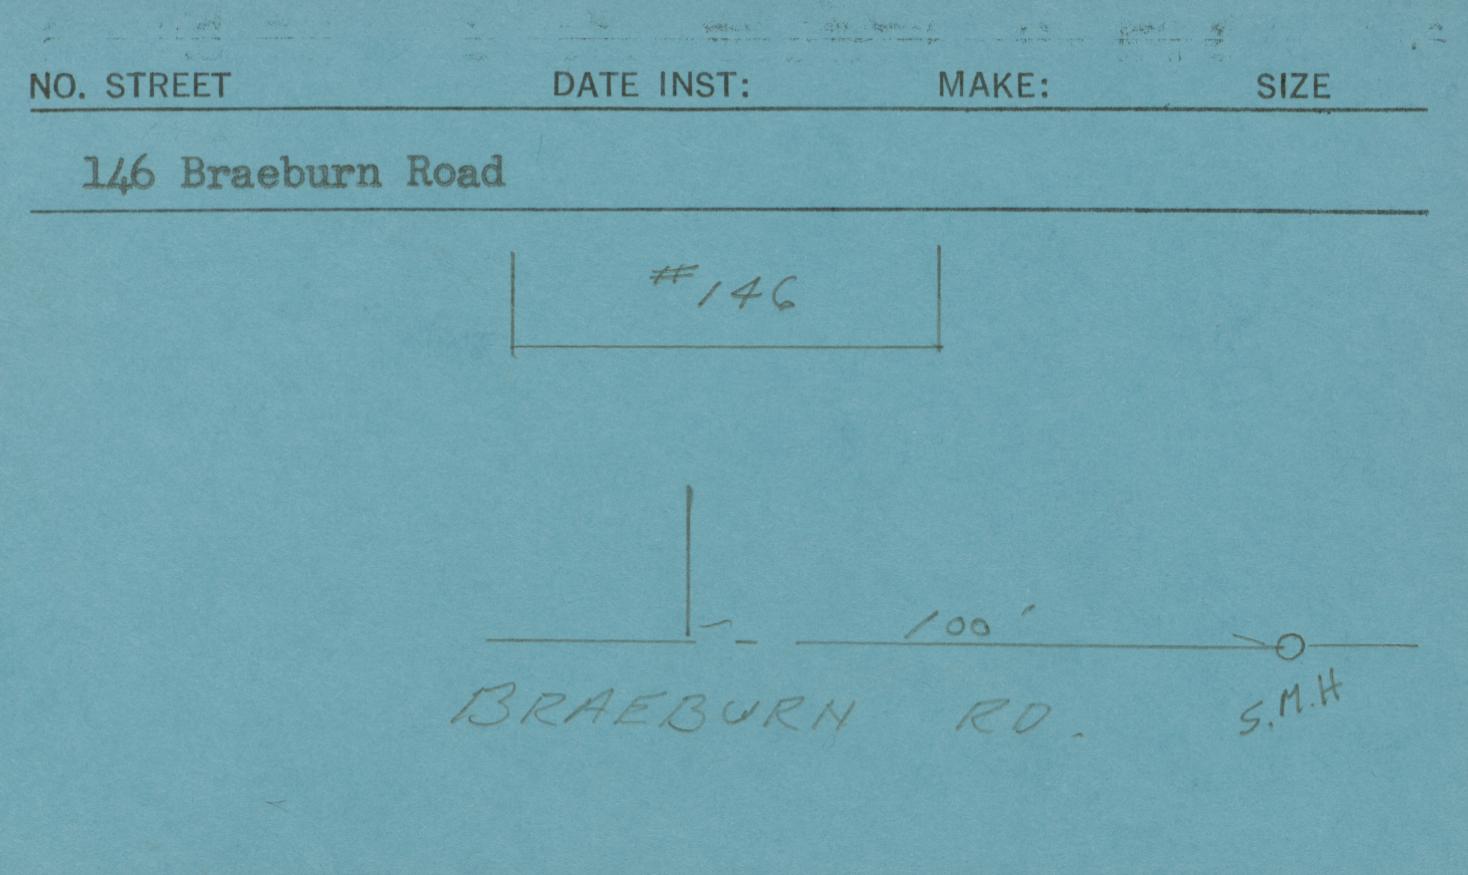 NO. STREET DATE INST: MAKE: SIZE
146 Braeburn Road
#146
100'
BRAEBURN RD.
S.M.H